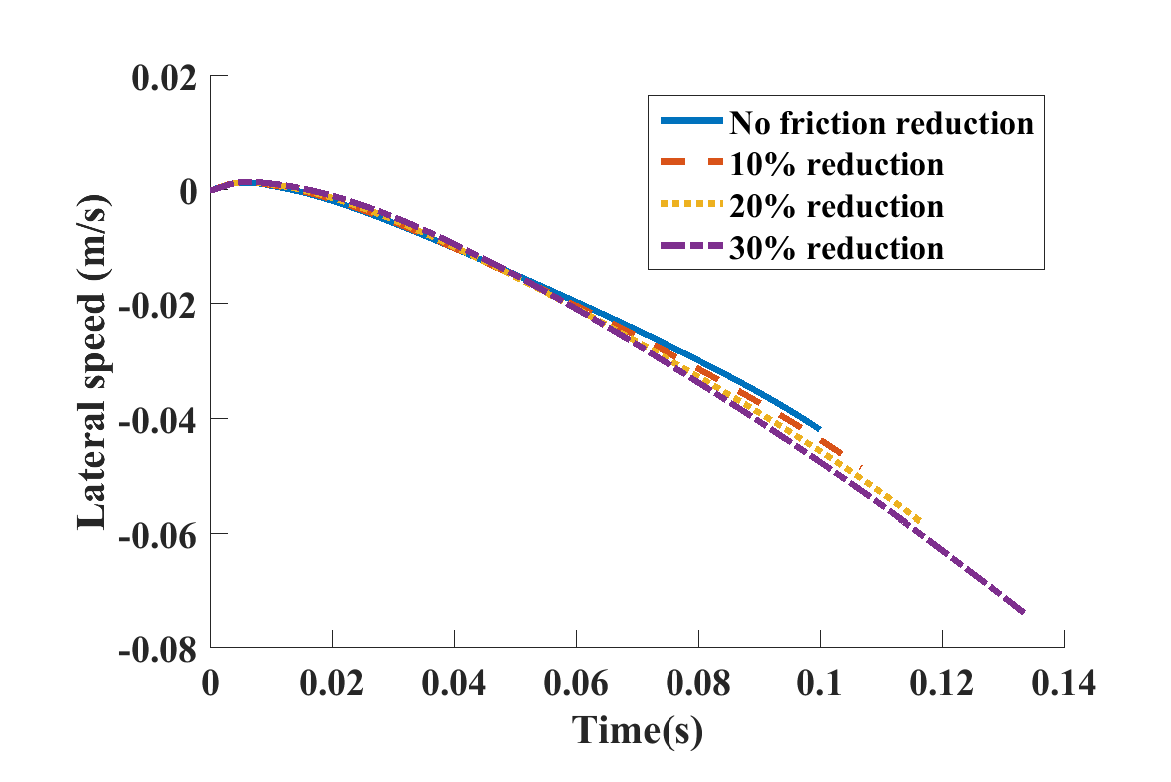 0.02
0
-0.02
-0.04
-0.06
-0.08
Lateral speed (m/s)
No friction reduction
10% reduction
20% reduction
30% reduction
0 0.02 0.04 0.06 0.08 0.1 0.12 0.14
Time(s)